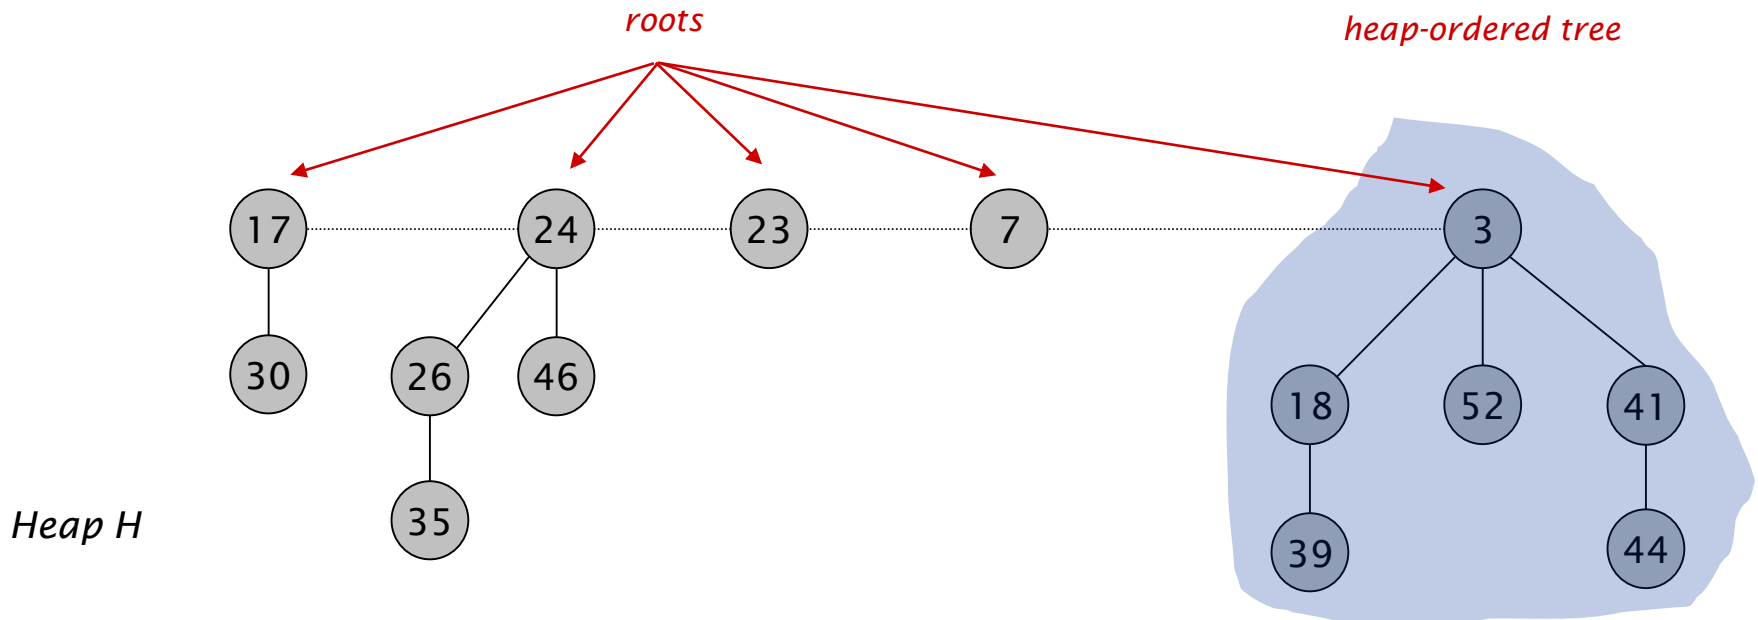 roots
heap-ordered tree
17 24 23 7 3
30 26 46 18 52 41
35 39 44
Heap H